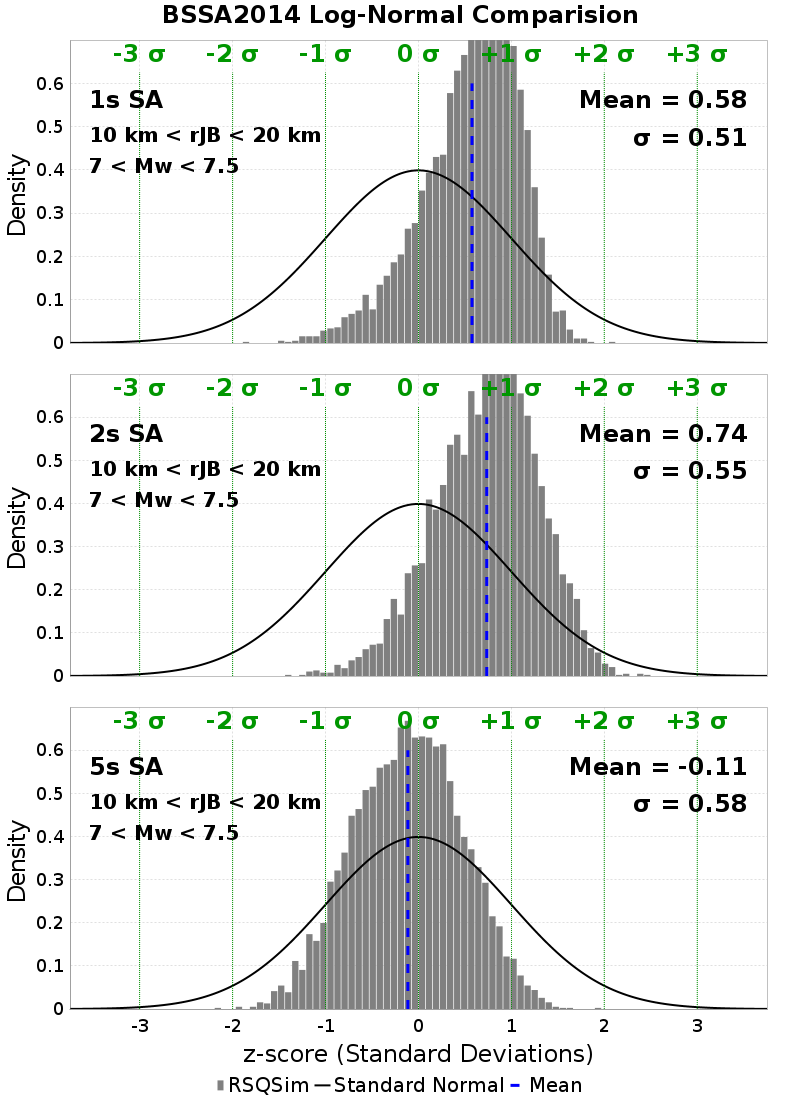 BSSA2014 Log-Normal Comparision
-3 σ -2 σ -1 σ 0 σ +1 σ +2 σ +3 σ
1s SA
10 km < rJB < 20 km
7 < Mw < 7.5
Mean = 0.58
σ = 0.51
Density
0.6
0.5
0.4
0.3
0.2
0.1
0
-3 σ -2 σ -1 σ 0 σ +1 σ +2 σ +3 σ
2s SA
10 km < rJB < 20 km
7 < Mw < 7.5
Mean = 0.74
σ = 0.55
Density
0.6
0.5
0.4
0.3
0.2
0.1
0
-3 σ -2 σ -1 σ 0 σ +1 σ +2 σ +3 σ
5s SA
10 km < rJB < 20 km
7 < Mw < 7.5
Mean = -0.11
σ = 0.58
Density
0.6
0.5
0.4
0.3
0.2
0.1
0
-3 -2 -1 0 1 2 3
z-score (Standard Deviations)
RSQSim Standard Normal Mean